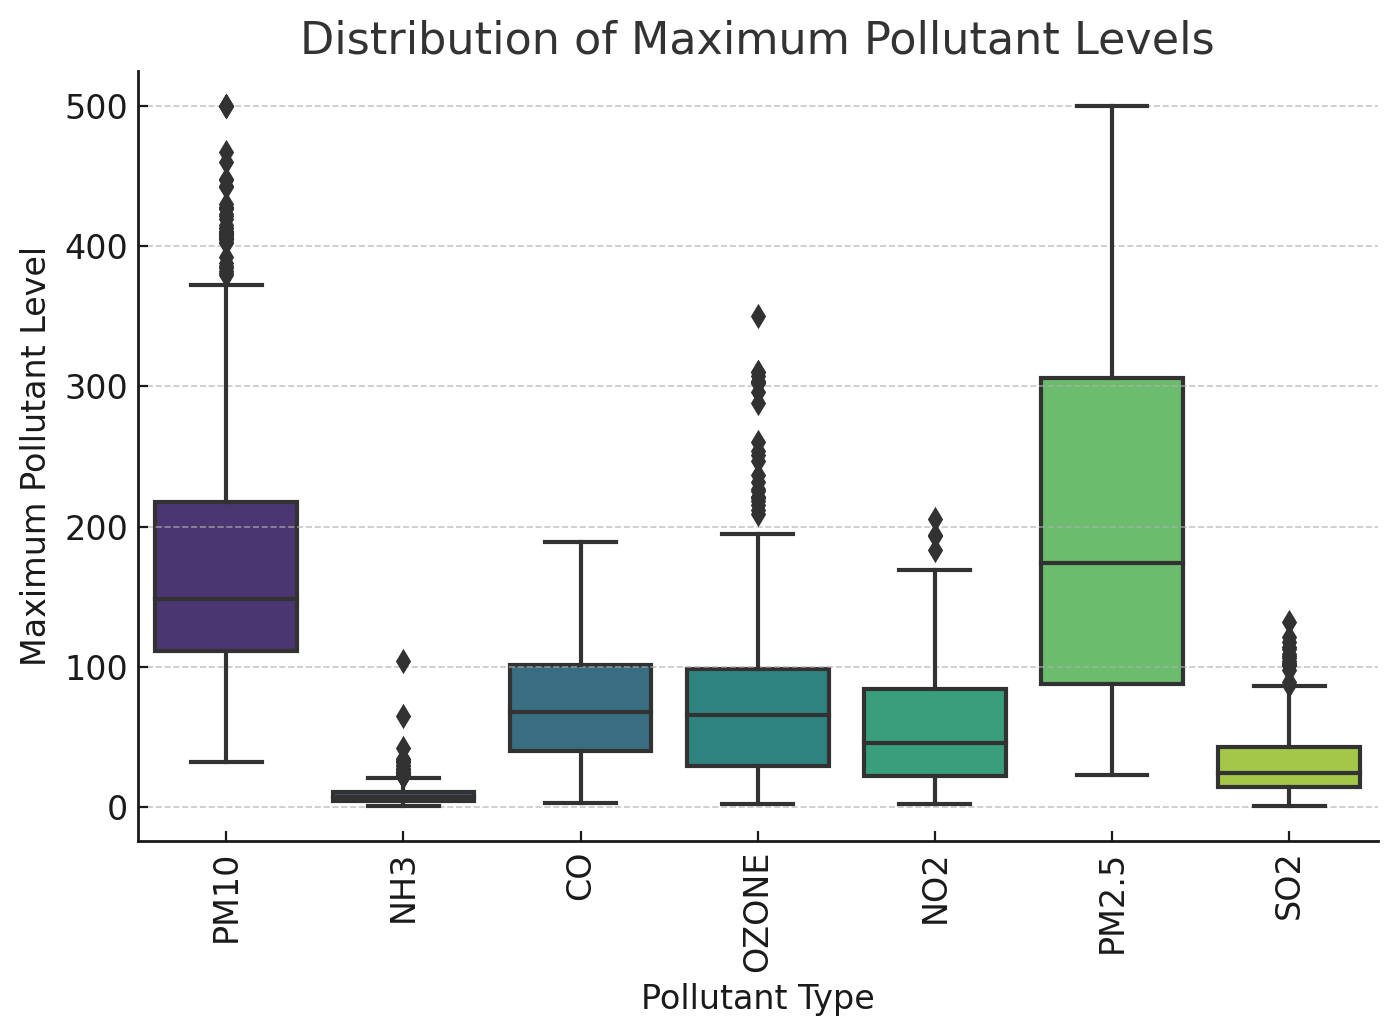 Distribution of Maximum Pollutant Levels
Maximum Pollutant Level
500
400
300
200
100
0
PM10
NH3
CO
OZONE
NO2
PM2.5
SO2
Pollutant Type